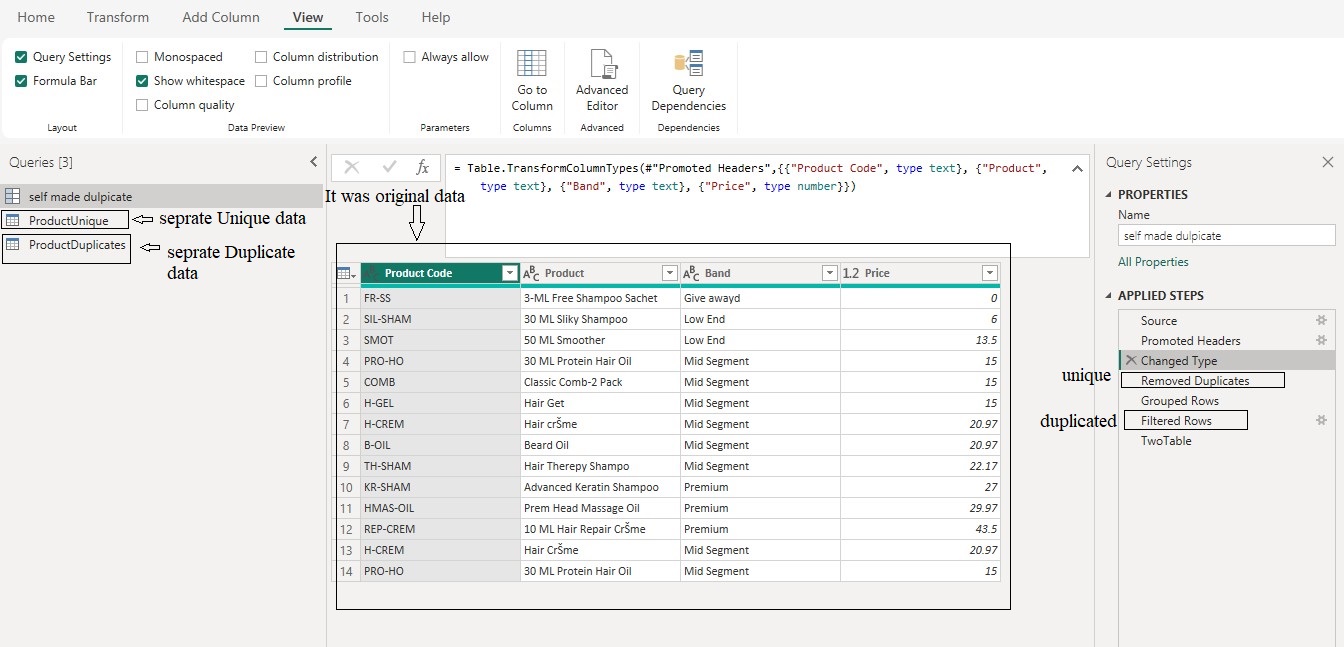 Home Transform Add Column View Tools Help
Query Settings Monospaced Column distribution Always allow
Formula Bar Show whitespace Column profile
Column quality
Go to Column
Advanced Editor
Query Dependencies
Layout Data Preview Parameters Columns Advanced Dependencies
Queries [3]
self made dulpicate
ProductUnique
seprate Unique data
ProductDuplicates
seprate Duplicate
data
fx
= Table.TransformColumnTypes(#"Promoted Headers",{{"Product Code", type text}, {"Product",
type text}, {"Band", type text}, {"Price", type number}})
It was original data
Product Code ABC Product ABC Band 1.2 Price
1 FR-SS 3-ML Free Shampoo Sachet Give awayd 0
2 SIL-SHAM 30 ML Sliky Shampoo Low End 6
3 SMOT 50 ML Smoother Low End 13.5
4 PRO-HO 30 ML Protein Hair Oil Mid Segment 15
5 COMB Classic Comb-2 Pack Mid Segment 15
6 H-GEL Hair Get Mid Segment 15
7 H-CREM Hair crŠme Mid Segment 20.97
8 B-OIL Beard Oil Mid Segment 20.97
9 TH-SHAM Hair Therepy Shampo Mid Segment 22.17
10 KR-SHAM Advanced Keratin Shampoo Premium 27
11 HMAS-OIL Prem Head Massage Oil Premium 29.97
12 REP-CREM 10 ML Hair Repair CrŠme Premium 43.5
13 H-CREM Hair CrŠme Mid Segment 20.97
14 PRO-HO 30 ML Protein Hair Oil Mid Segment 15
Query Settings
PROPERTIES
Name
self made dulpicate
All Properties
APPLIED STEPS
Source
Promoted Headers
Changed Type
unique
Removed Duplicates
Grouped Rows
duplicated
Filtered Rows
TwoTable